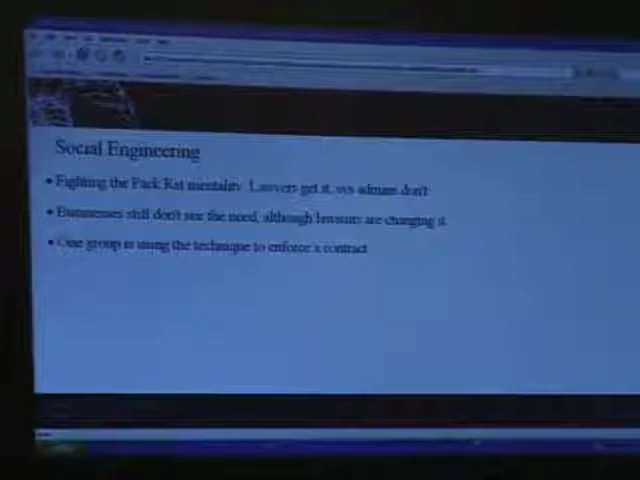 Social Engineering
• Fighting the Pack Rat mentality. Lawyers get it, sys admins don't
• Businesses still don't see the need, although lawsuits are changing it
• One group is using the technique to enforce a contract